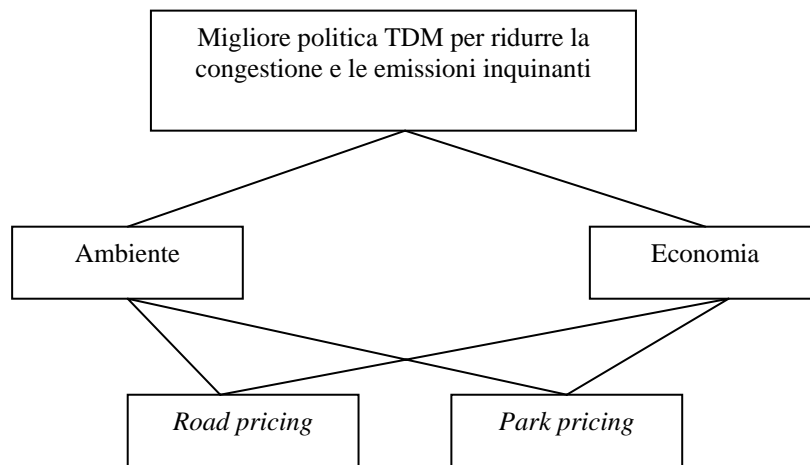 Migliore politica TDM per ridurre la
congestione e le emissioni inquinanti
Ambiente
Economia
Road pricing
Park pricing